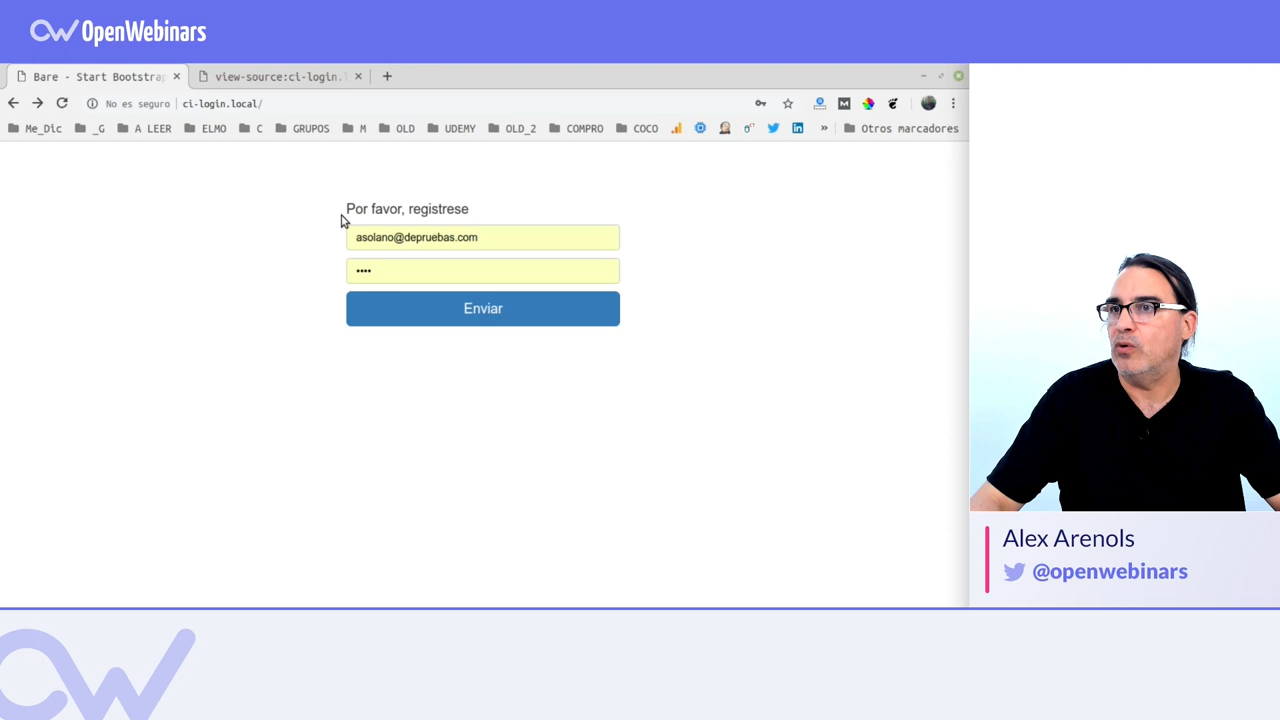 OpenWebinars
Bare - Start Bootstrap
view-source:ci-login.
No es seguro
ci-login.local/
Me_Dic
_G
A LEER
ELMO
C
GRUPOS
M
OLD
UDEMY
OLD_2
COMPRO
COCO
»
Otros marcadores
Por favor, registrese
asolano@depruebas.com
••••
Enviar
Alex Arenols
@openwebinars